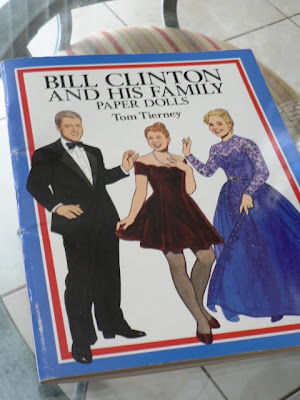 BILL CLINTON
AND HIS FAMILY
PAPER DOLLS
Tom Tierney